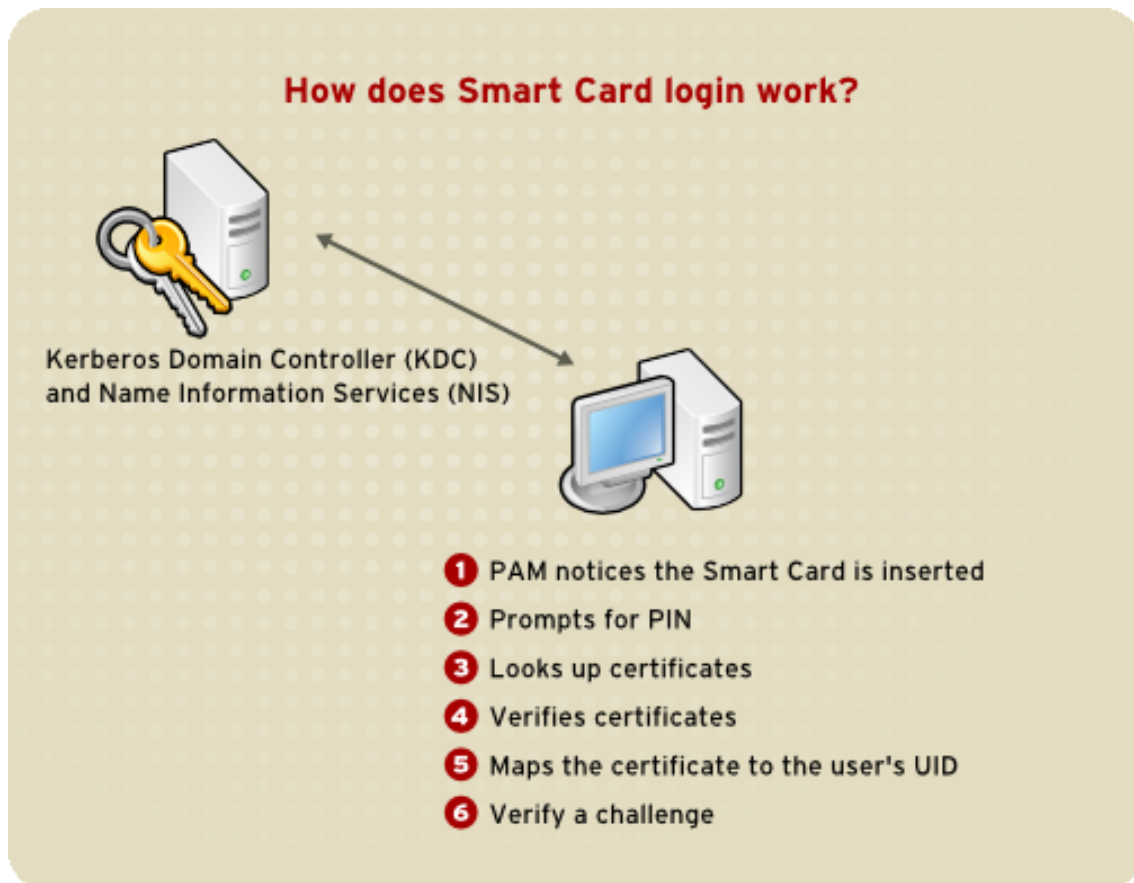 How does Smart Card login work?
Kerberos Domain Controller (KDC)
and Name Information Services (NIS)
1 PAM notices the Smart Card is inserted
2 Prompts for PIN
3 Looks up certificates
4 Verifies certificates
5 Maps the certificate to the user's UID
6 Verify a challenge